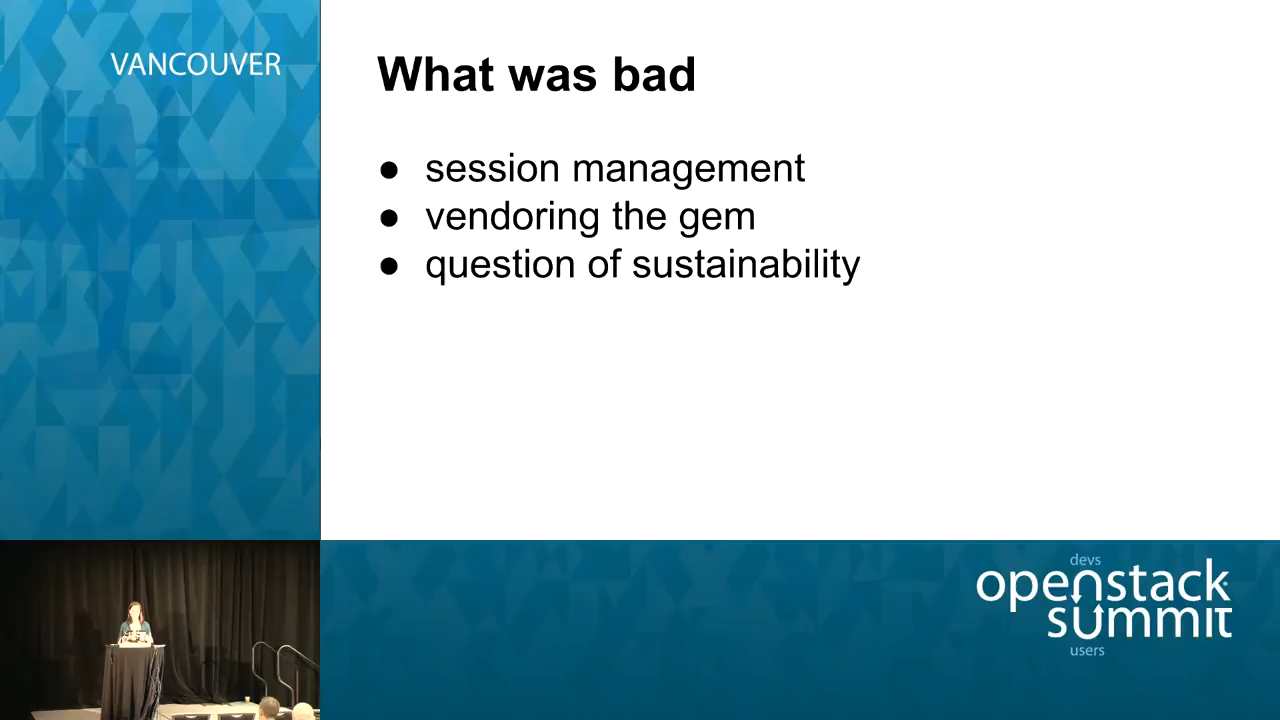 VANCOUVER
What was bad
● session management
● vendoring the gem
● question of sustainability
devs
openstack
summit
users